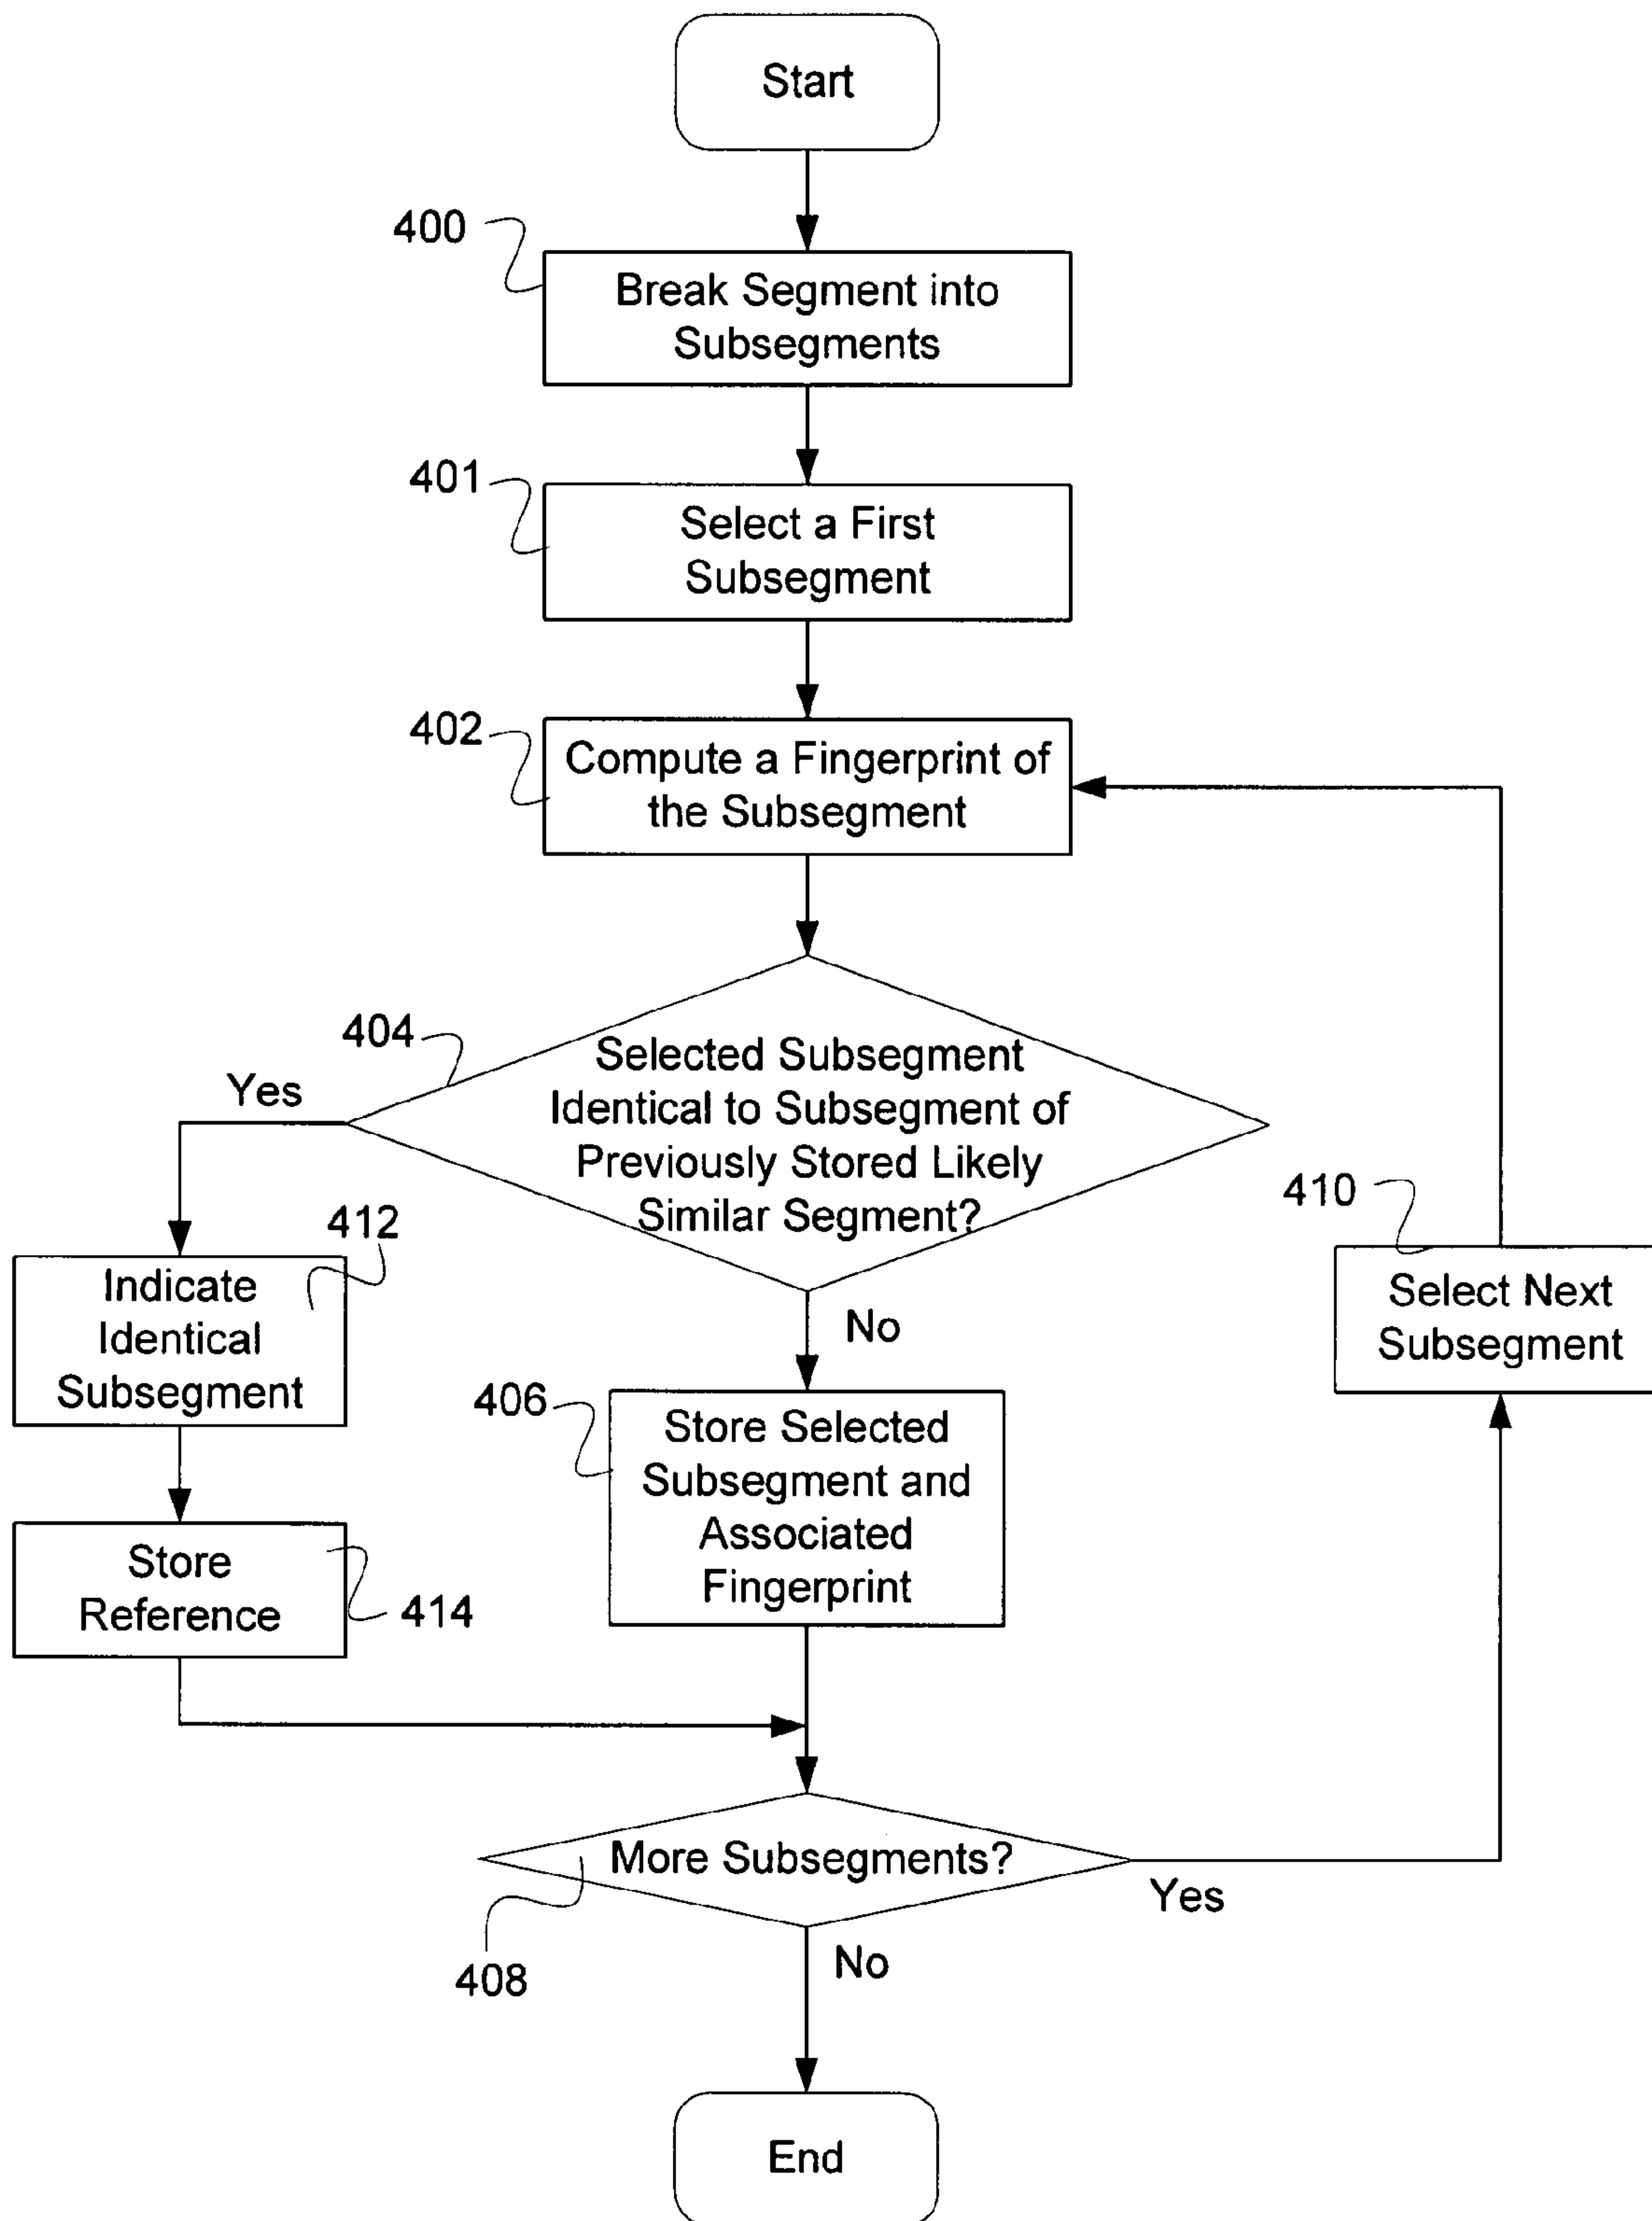 Start
400
Break Segment into
Subsegments
401
Select a First
Subsegment
402
Compute a Fingerprint of
the Subsegment
404
Selected Subsegment
Identical to Subsegment of
Previously Stored Likely
Similar Segment?
Yes
No
412
Indicate
Identical
Subsegment
410
Select Next
Subsegment
406
Store Selected
Subsegment and
Associated
Fingerprint
Store
Reference
414
More Subsegments?
Yes
408
No
End